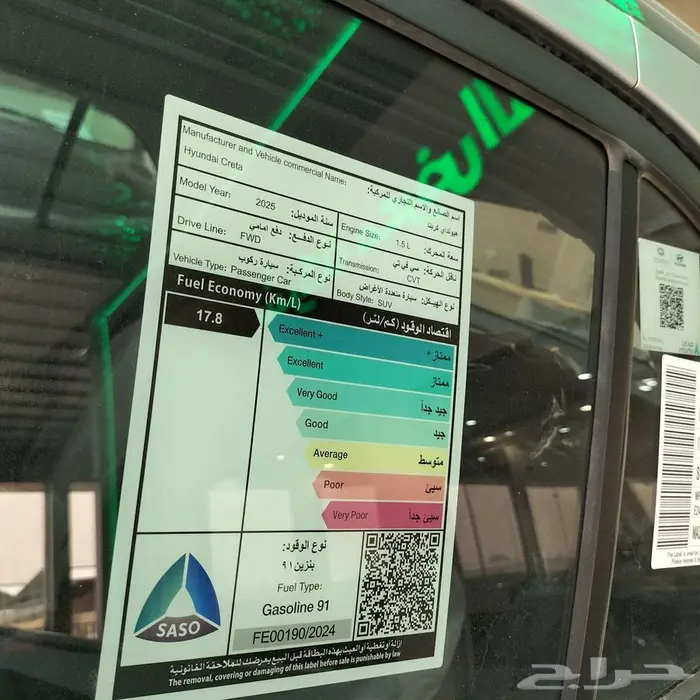 Manufacturer and Vehicle commercial Name:
اسم الصانع والاسم التجاري للمركبة:
Hyundai Creta
هيونداي كريتا
Model Year: 2025 سنة الموديل:
Engine Size: 1.5 L سعة المحرك:
Drive Line: FWD دفع امامي نوع الدفع:
Transmission: CVT سي في تي ناقل الحركة:
Vehicle Type: Passenger Car سيارة ركوب نوع المركبة:
Body Style: SUV سيارة متعددة الأغراض نوع الهيكل:
Fuel Economy (Km/L)
اقتصاد الوقود (كم/لتر)
17.8
Excellent + ممتاز+
Excellent ممتاز
Very Good جيد جداً
Good جيد
Average متوسط
Poor سيئ
Very Poor سيئ جداً
نوع الوقود:
بنزين ٩١
Fuel Type:
Gasoline 91
FE00190/2024
SASO
إزالة أو تغطية أو العبث بهذه البطاقة قبل البيع يعرضك للملاحقة القانونية
The removal, covering or damaging of this label before sale is punishable by law
حراج